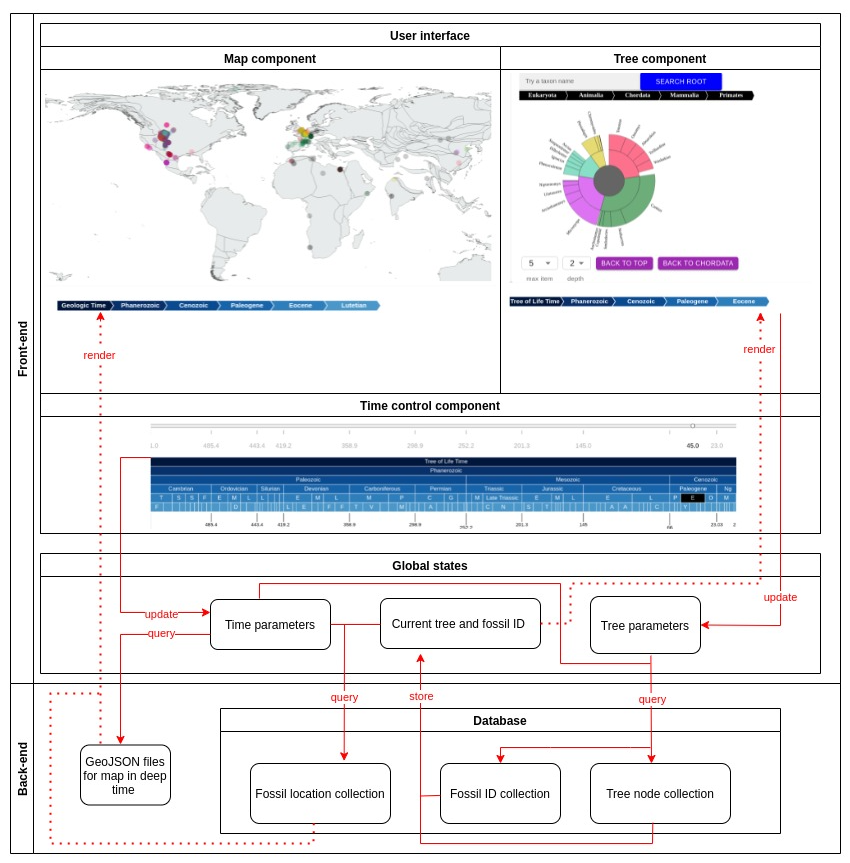 User interface
Map component
Tree component
Try a taxon name
SEARCH ROOT
Eukaryota
Animalia
Chordata
Mammalia
Primates
5
2
BACK TO TOP
BACK TO CHORDATA
max item
depth
Geologic Time
Phanerozoic
Cenozoic
Paleogene
Eocene
Lutetian
Tree of Life Time
Phanerozoic
Cenozoic
Paleogene
Eocene
Front-end
render
render
Time control component
485.4
443.4
419.2
358.9
298.9
252.2
201.3
145.0
45.0
23.0
Tree of Life Time
Phanerozoic
Paleozoic
Mesozoic
Cenozoic
Cambrian
Ordovician
Silurian
Devonian
Carboniferous
Permian
Triassic
Jurassic
Cretaceous
Paleogene
Ng
T S S F E M L L E M L M P C G M Late Triassic E M L E L P E O M
485.4
443.4
419.2
358.9
298.9
252.2
201.3
145
66
23.03
Global states
update
query
Time parameters
Current tree and fossil ID
Tree parameters
update
Back-end
query
store
query
Database
GeoJSON files
for map in deep
time
Fossil location collection
Fossil ID collection
Tree node collection